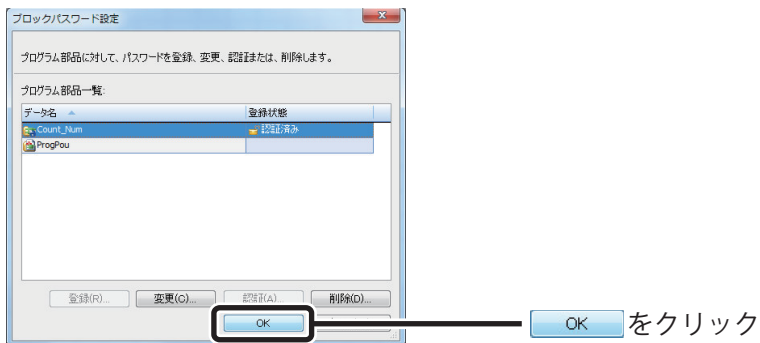 ブロックパスワード設定
プログラム部品に対して、パスワードを登録、変更、認証または、削除します。
プログラム部品一覧:
データ名 登録状態
Count_Num 認証済み
ProgPou
登録(R)... 変更(C)... 認証(A)... 削除(D)...
OK
OK をクリック